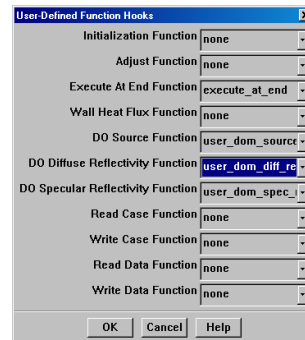 User-Defined Function Hooks
Initialization Function none
Adjust Function none
Execute At End Function execute_at_end
Wall Heat Flux Function none
DO Source Function user_dom_source
DO Diffuse Reflectivity Function user_dom_diff_re
DO Specular Reflectivity Function user_dom_spec_
Read Case Function none
Write Case Function none
Read Data Function none
Write Data Function none
OK Cancel Help